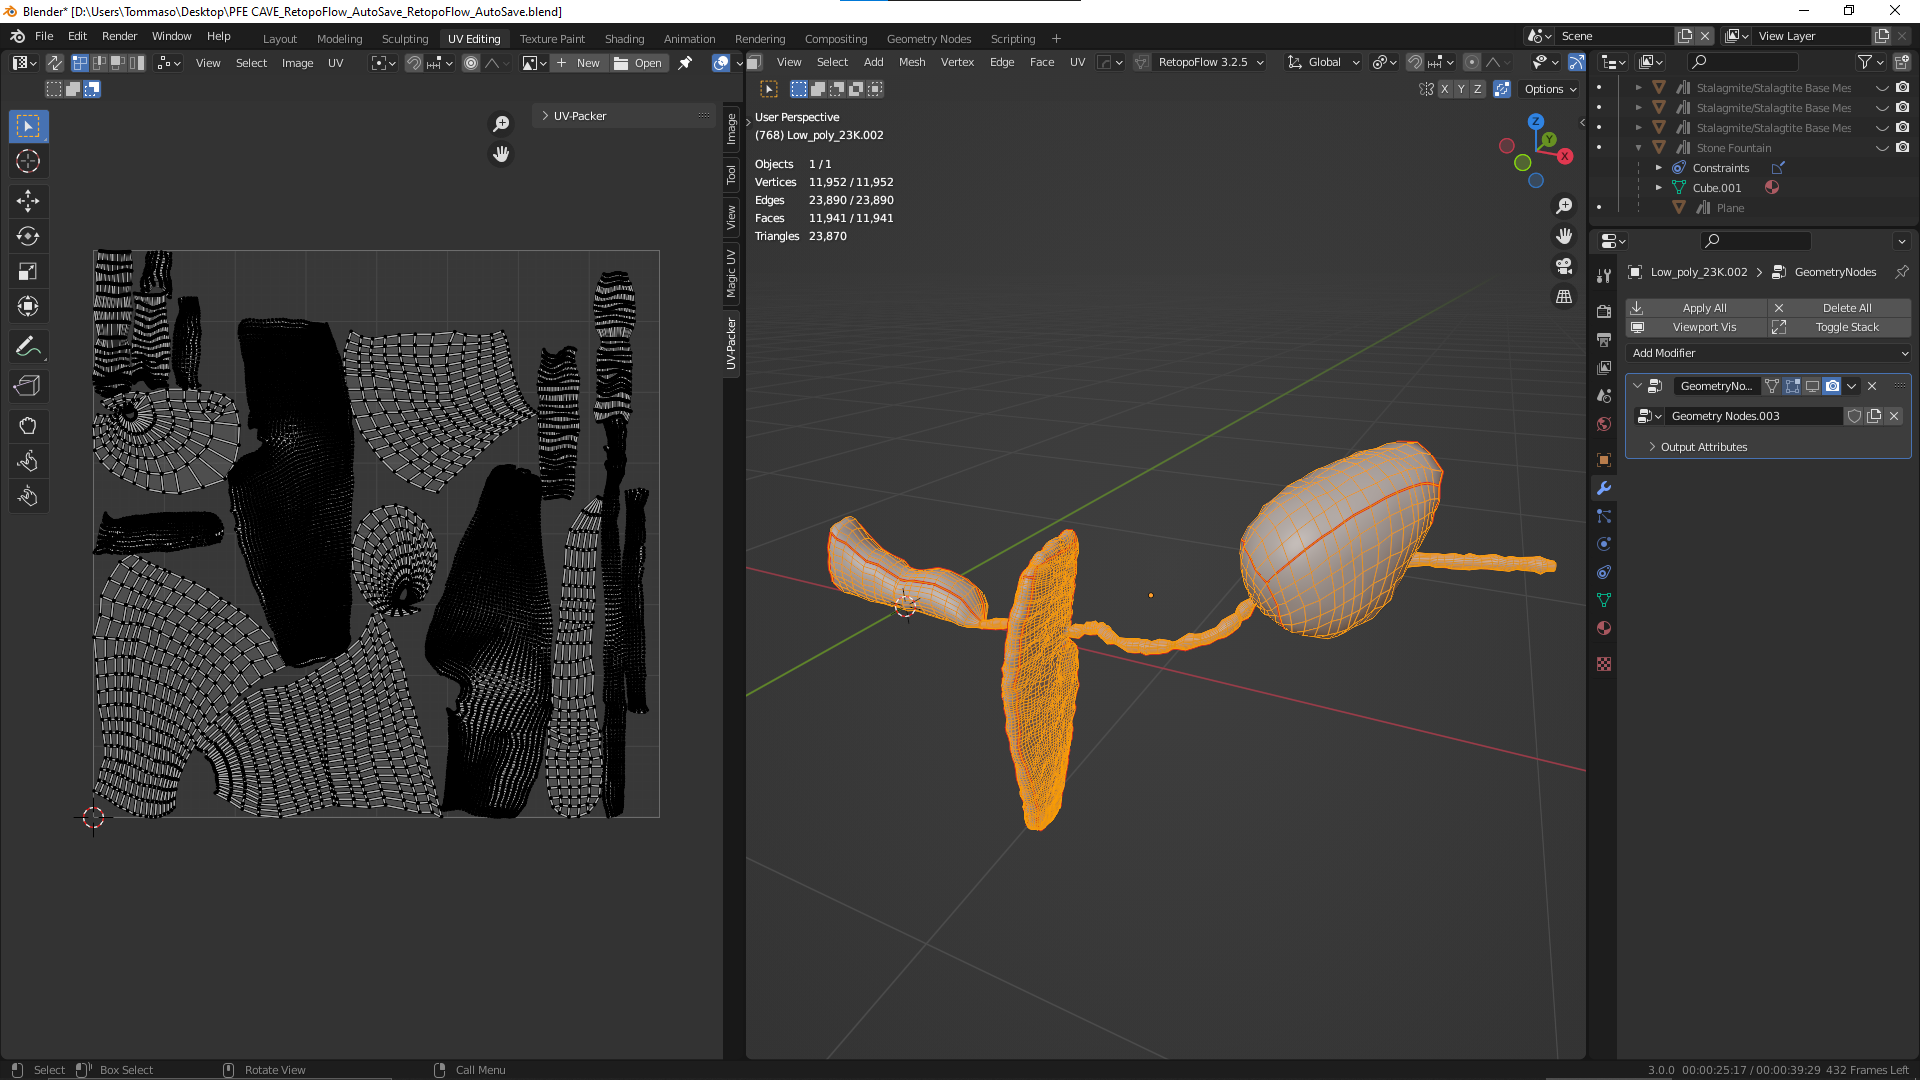 Blender* [D:\Users\Tommaso\Desktop\PFE CAVE_RetopoFlow_AutoSave_RetopoFlow_AutoSave.blend]
File Edit Render Window Help
Layout Modeling Sculpting UV Editing Texture Paint Shading Animation Rendering Compositing Geometry Nodes Scripting +
Scene
View Layer
View Select Image UV
New Open
View Select Add Mesh Vertex Edge Face UV
RetopoFlow 3.2.5
Global
X Y Z
Options
UV-Packer
Image
Tool
View
Magic UV
UV-Packer
User Perspective
(768) Low_poly_23K.002
Objects 1 / 1
Vertices 11,952 / 11,952
Edges 23,890 / 23,890
Faces 11,941 / 11,941
Triangles 23,870
Z
Y
X
Stalagmite/Stalagtite Base Mes
Stalagmite/Stalagtite Base Mes
Stalagmite/Stalagtite Base Mes
Stone Fountain
Constraints
Cube.001
Plane
Low_poly_23K.002 > GeometryNodes
Apply All
Delete All
Viewport Vis
Toggle Stack
Add Modifier
GeometryNo...
Geometry Nodes.003
Output Attributes
Select
Box Select
Rotate View
Call Menu
3.0.0 00:00:25:17 / 00:00:39:29 432 Frames Left